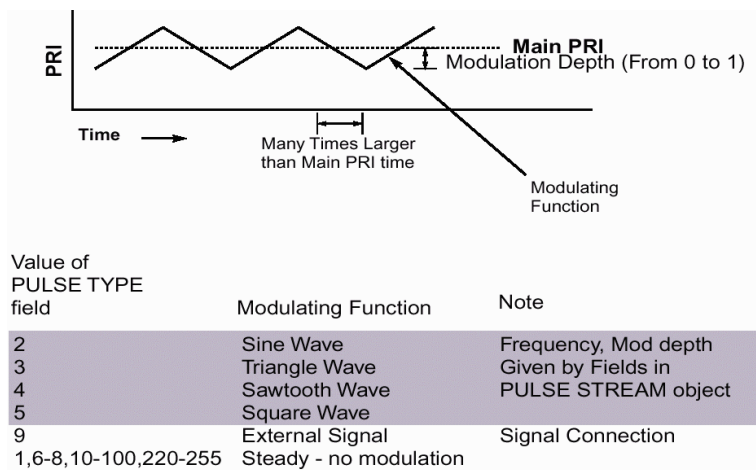 PRI
Main PRI
Modulation Depth (From 0 to 1)
Time
Many Times Larger
than Main PRI time
Modulating
Function
Value of
PULSE TYPE
field
Modulating Function
Note
2 Sine Wave Frequency, Mod depth
3 Triangle Wave Given by Fields in
4 Sawtooth Wave PULSE STREAM object
5 Square Wave
9 External Signal Signal Connection
1,6-8,10-100,220-255 Steady - no modulation